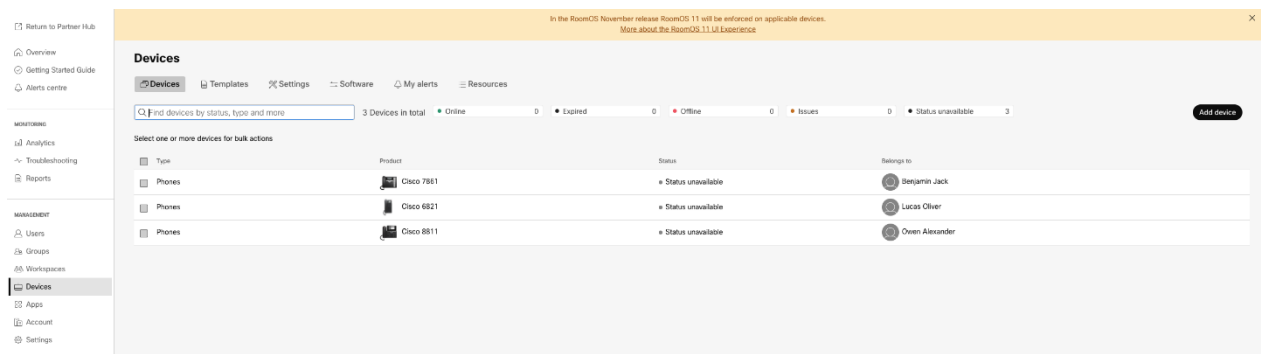 In the RoomOS November release RoomOS 11 will be enforced on applicable devices.
More about the RoomOS 11 UI Experience
Return to Partner Hub
Overview
Getting Started Guide
Alerts centre
MONITORING
Analytics
Troubleshooting
Reports
MANAGEMENT
Users
Groups
Workspaces
Devices
Apps
Account
Settings
Devices
Devices Templates Settings Software My alerts Resources
Find devices by status, type and more 3 Devices in total Online 0 Expired 0 Offline 0 Issues 0 Status unavailable 3 Add device
Select one or more devices for bulk actions
Type Product Status Belongs to
Phones Cisco 7861 Status unavailable Benjamin Jack
Phones Cisco 6821 Status unavailable Lucas Oliver
Phones Cisco 8811 Status unavailable Owen Alexander